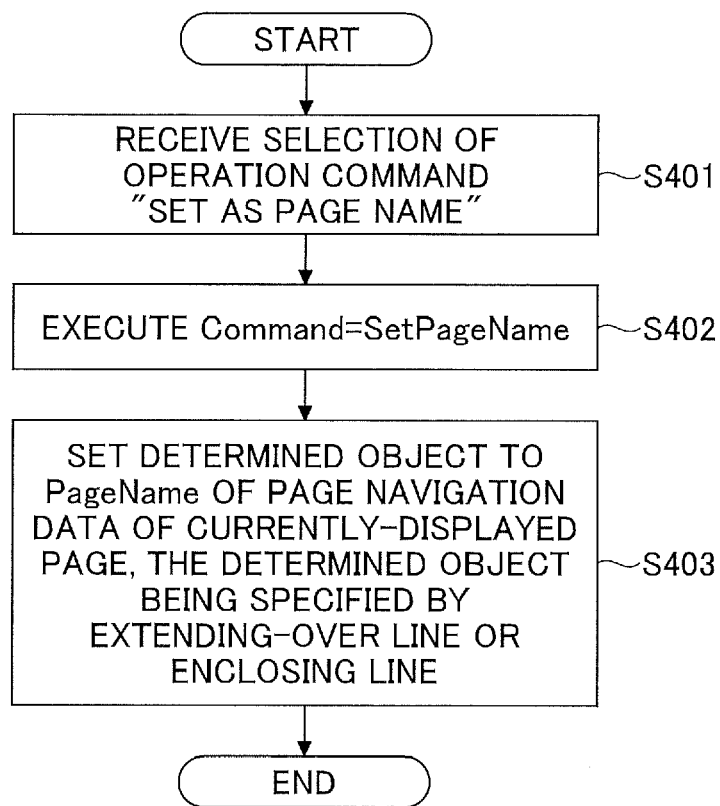 START
RECEIVE SELECTION OF
OPERATION COMMAND
"SET AS PAGE NAME"
S401
EXECUTE Command=SetPageName
S402
SET DETERMINED OBJECT TO
PageName OF PAGE NAVIGATION
DATA OF CURRENTLY-DISPLAYED
PAGE, THE DETERMINED OBJECT
BEING SPECIFIED BY
EXTENDING-OVER LINE OR
ENCLOSING LINE
S403
END